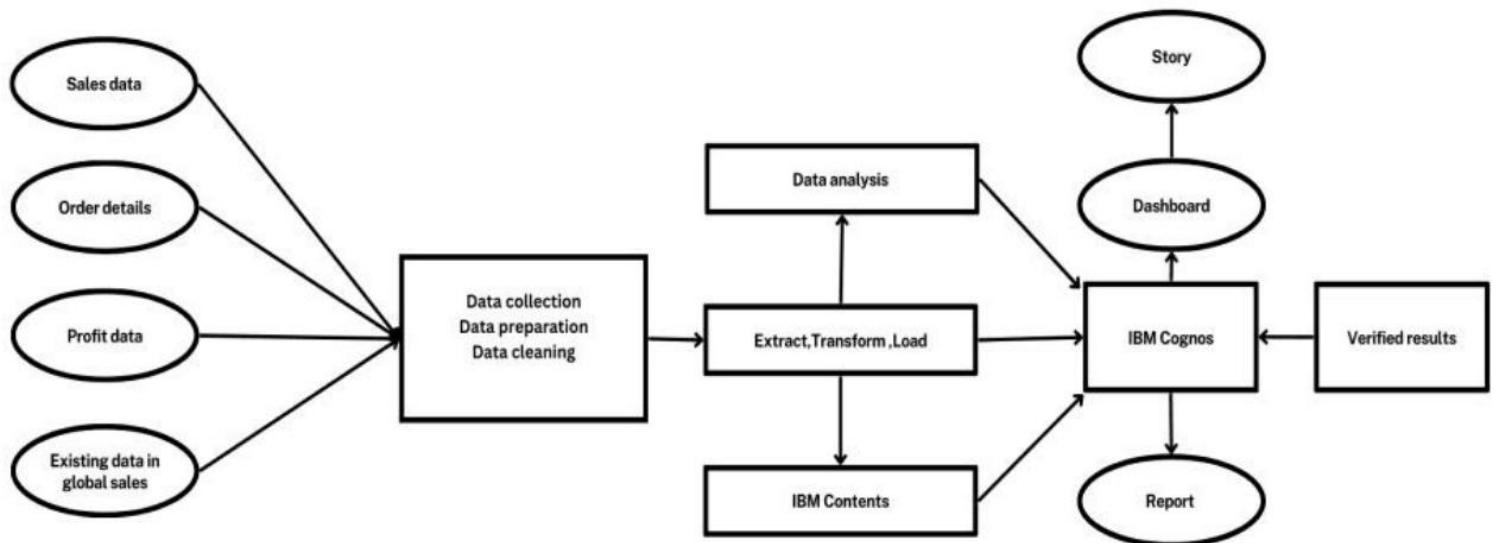 Sales data
Order details
Profit data
Existing data in
global sales
Data collection
Data preparation
Data cleaning
Data analysis
Extract,Transform ,Load
IBM Contents
Story
Dashboard
IBM Cognos
Report
Verified results